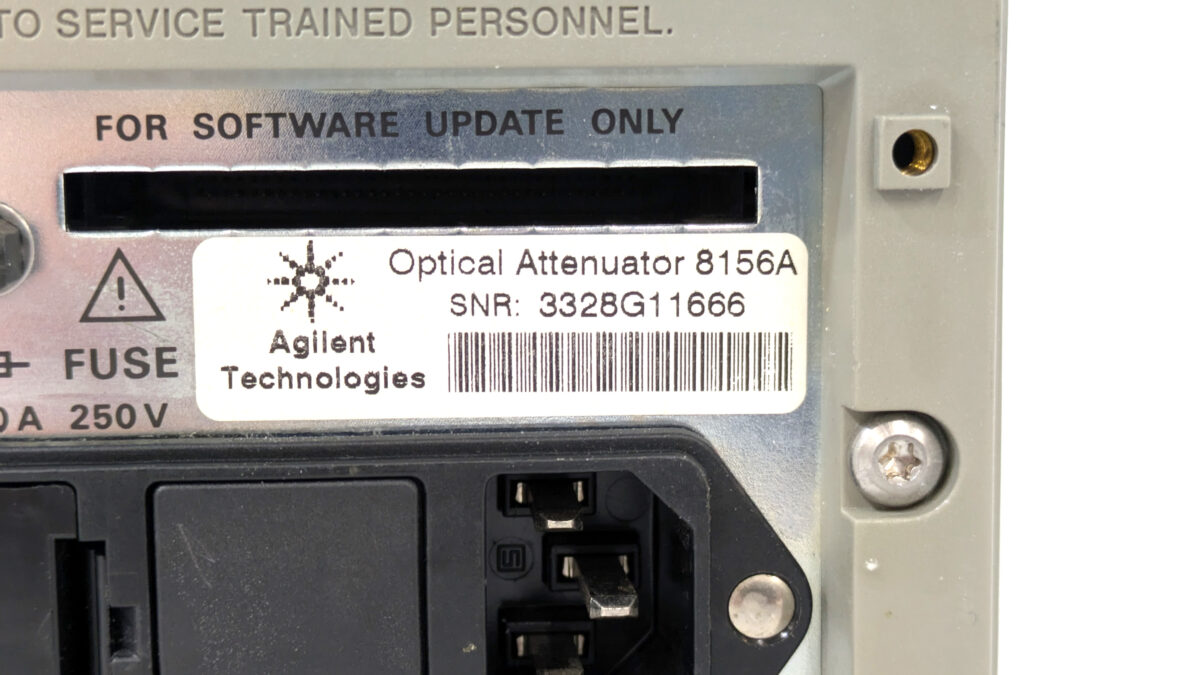 TO SERVICE TRAINED PERSONNEL.
FOR SOFTWARE UPDATE ONLY
Optical Attenuator 8156A
SNR: 3328G11666
Agilent
Technologies
FUSE
A 250V